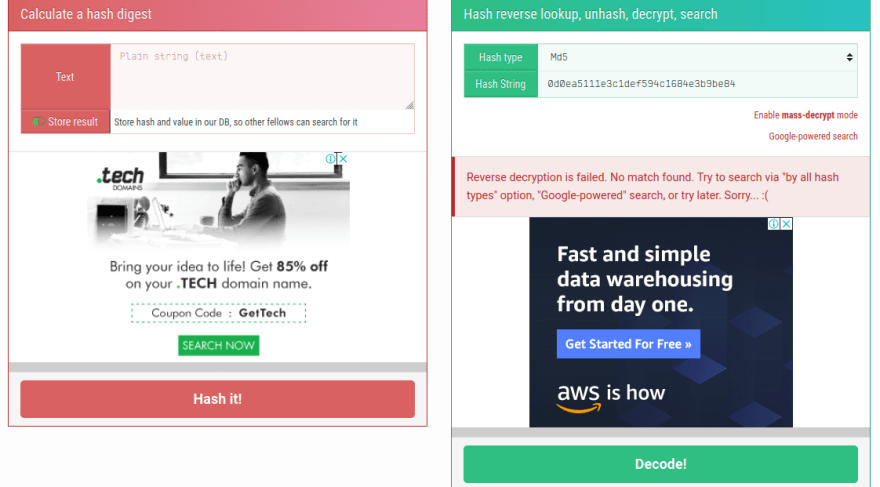 Calculate a hash digest
Text
Plain string (text)
Store result
Store hash and value in our DB, so other fellows can search for it
.tech
DOMAINS
Bring your idea to life! Get 85% off
on your .TECH domain name.
Coupon Code : GetTech
SEARCH NOW
Hash it!
Hash reverse lookup, unhash, decrypt, search
Hash type
Md5
Hash String
0d0ea5111e3c1def594c1684e3b9be84
Enable mass-decrypt mode
Google-powered search
Reverse decryption is failed. No match found. Try to search via "by all hash
types" option, "Google-powered" search, or try later. Sorry... :(
Fast and simple
data warehousing
from day one.
Get Started For Free »
aws is how
Decode!